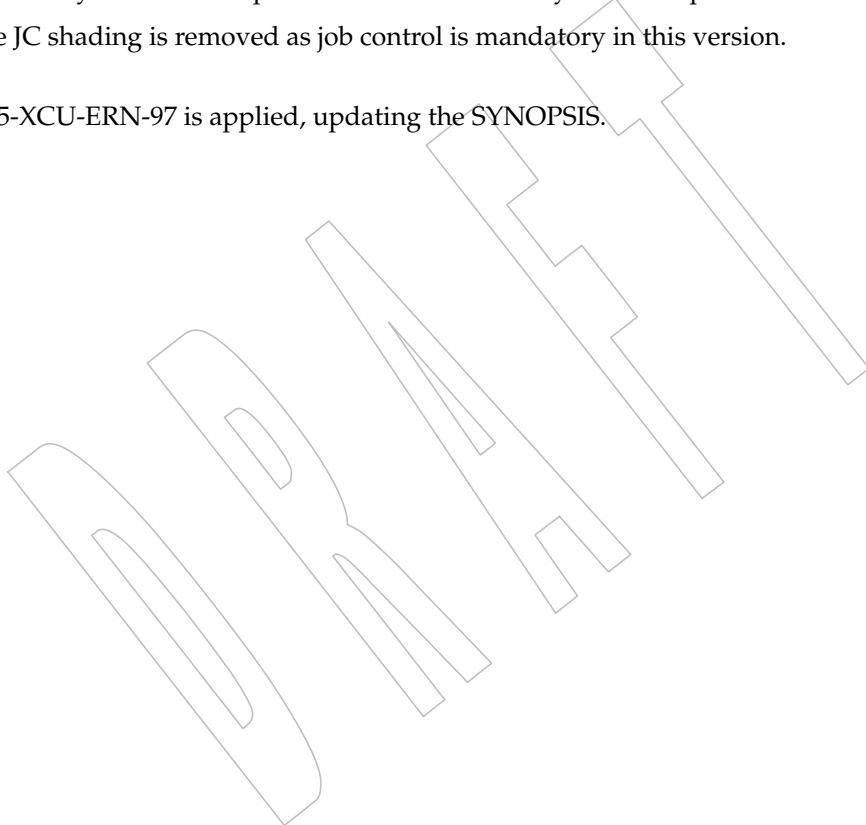 e JC shading is removed as job control is mandatory in this version.
5-XCU-ERN-97 is applied, updating the SYNOPSIS.
DRAFT